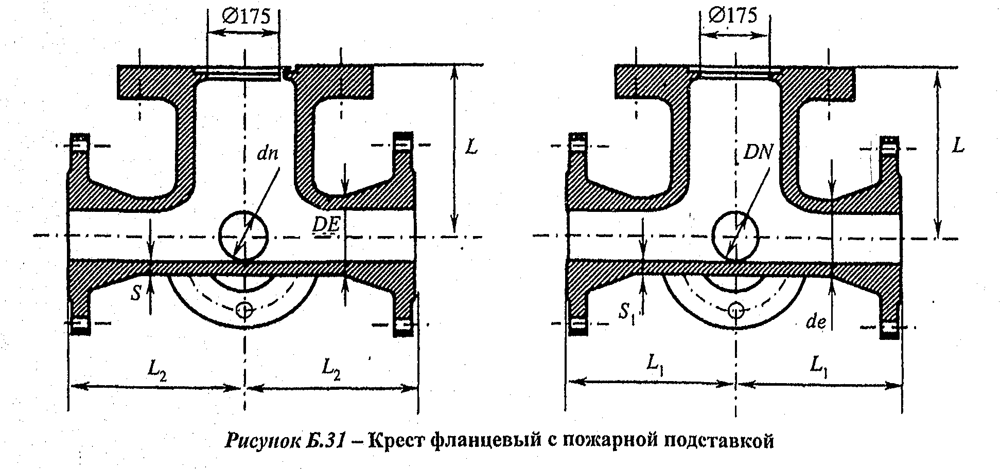 Ø175
Ø175
dn
L
DN
L
DE
S
S₁
de
L₂
L₂
L₁
L₁
Рисунок Б.31 – Крест фланцевый с пожарной подставкой